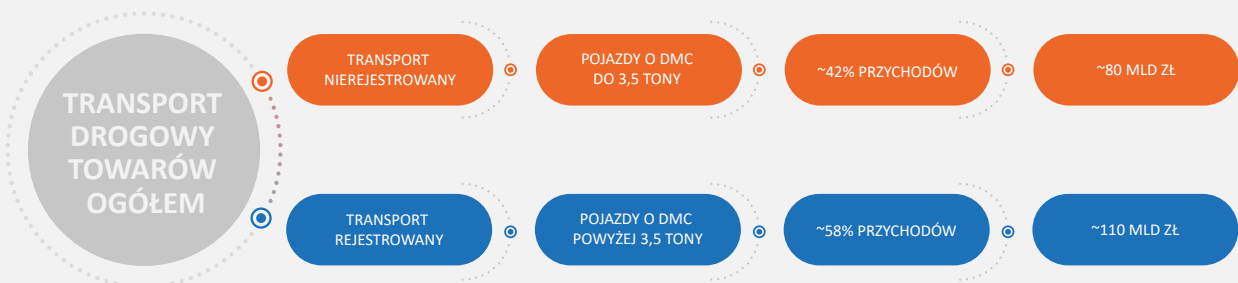 TRANSPORT
DROGOWY
TOWARÓW
OGÓŁEM
TRANSPORT
NIEREJESTROWANY
POJAZDY O DMC
DO 3,5 TONY
~42% PRZYCHODÓW
~80 MLD ZŁ
TRANSPORT
REJESTROWANY
POJAZDY O DMC
POWYŻEJ 3,5 TONY
~58% PRZYCHODÓW
~110 MLD ZŁ